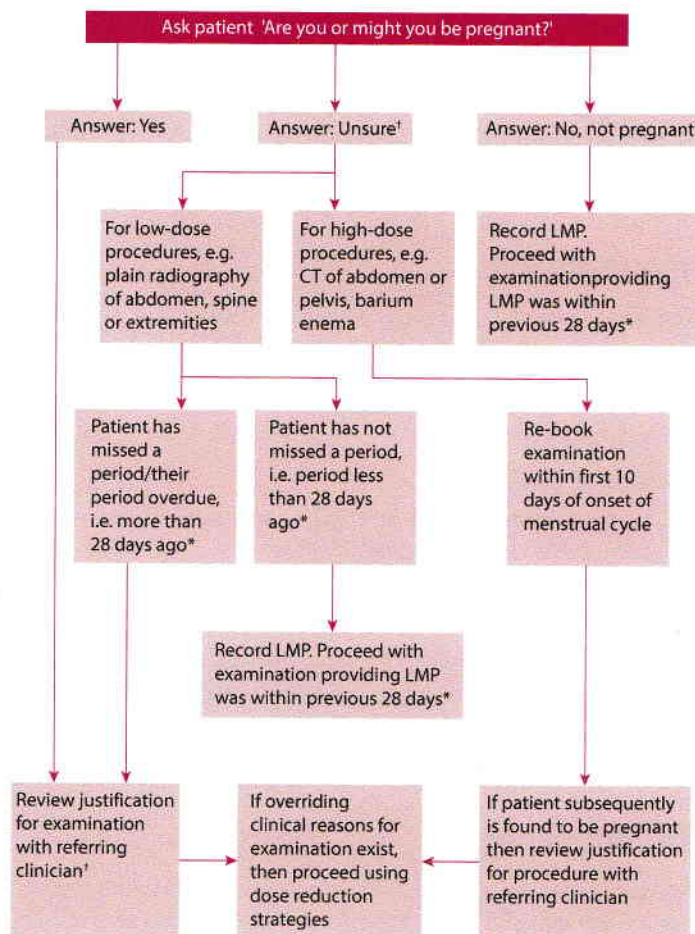 Ask patient 'Are you or might you be pregnant?'
Answer: Yes
Answer: Unsure†
Answer: No, not pregnant
For low-dose
procedures, e.g.
plain radiography
of abdomen, spine
or extremities
For high-dose
procedures, e.g.
CT of abdomen or
pelvis, barium
enema
Record LMP.
Proceed with
examinationproviding
LMP was within
previous 28 days*
Patient has
missed a
period/their
period overdue,
i.e. more than
28 days ago*
Patient has not
missed a period,
i.e. period less
than 28 days
ago*
Re-book
examination
within first 10
days of onset of
menstrual cycle
Record LMP. Proceed with
examination providing LMP
was within previous 28 days*
Review justification
for examination
with referring
clinician†
If overriding
clinical reasons for
examination exist,
then proceed using
dose reduction
strategies
If patient subsequently
is found to be pregnant
then review justification
for procedure with
referring clinician